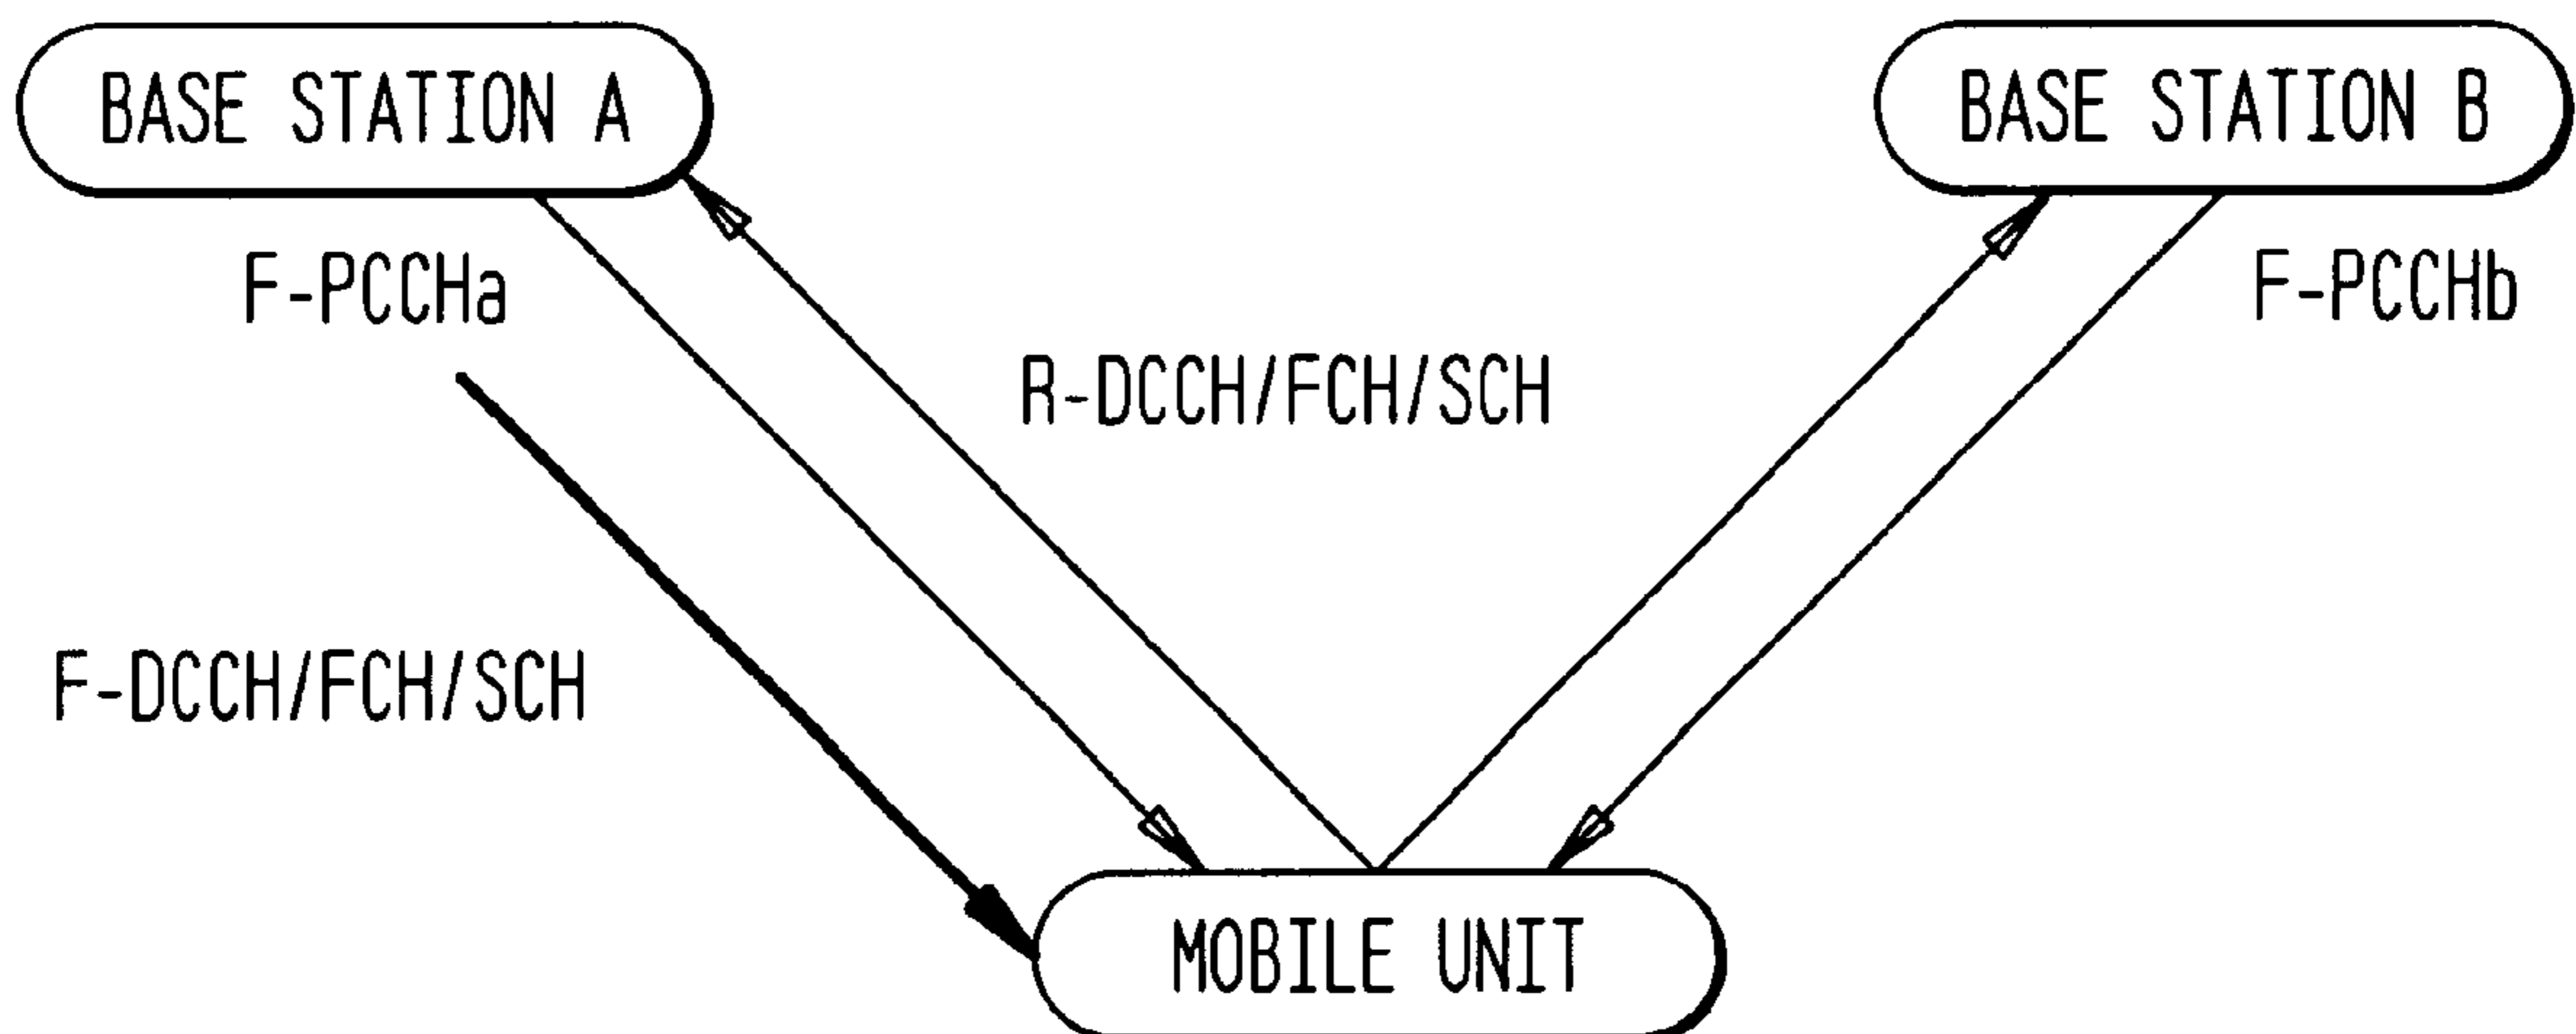 BASE STATION A
BASE STATION B
F-PCCHa
F-PCCHb
R-DCCH/FCH/SCH
F-DCCH/FCH/SCH
MOBILE UNIT